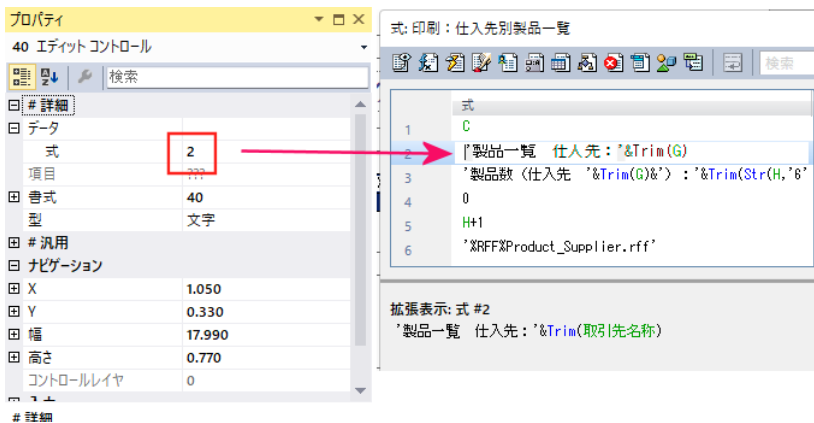 プロパティ
40 エディット コントロール
検索
# 詳細
データ
式 2
項目 ???
書式 40
型 文字
# 汎用
ナビゲーション
X 1.050
Y 0.330
幅 17.990
高さ 0.770
コントロールレイヤ 0
# 詳細
式: 印刷：仕入先別製品一覧
検索
式
1 C
2 '製品一覧　仕入先：'&Trim(G)
3 '製品数（仕入先　'&Trim(G)&'）：'&Trim(Str(H,'6'
4 0
5 H+1
6 '%RFF%Product_Supplier.rff'
拡張表示: 式 #2
'製品一覧　仕入先：'&Trim(取引先名称)